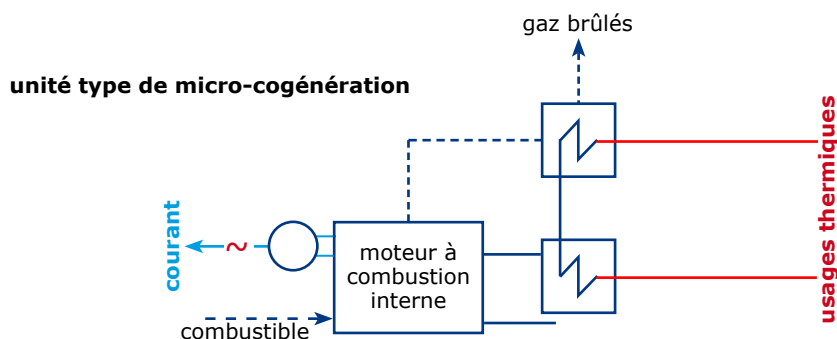 gaz brûlés
unité type de micro-cogénération
usages thermiques
courant
~
moteur à
combustion
interne
combustible